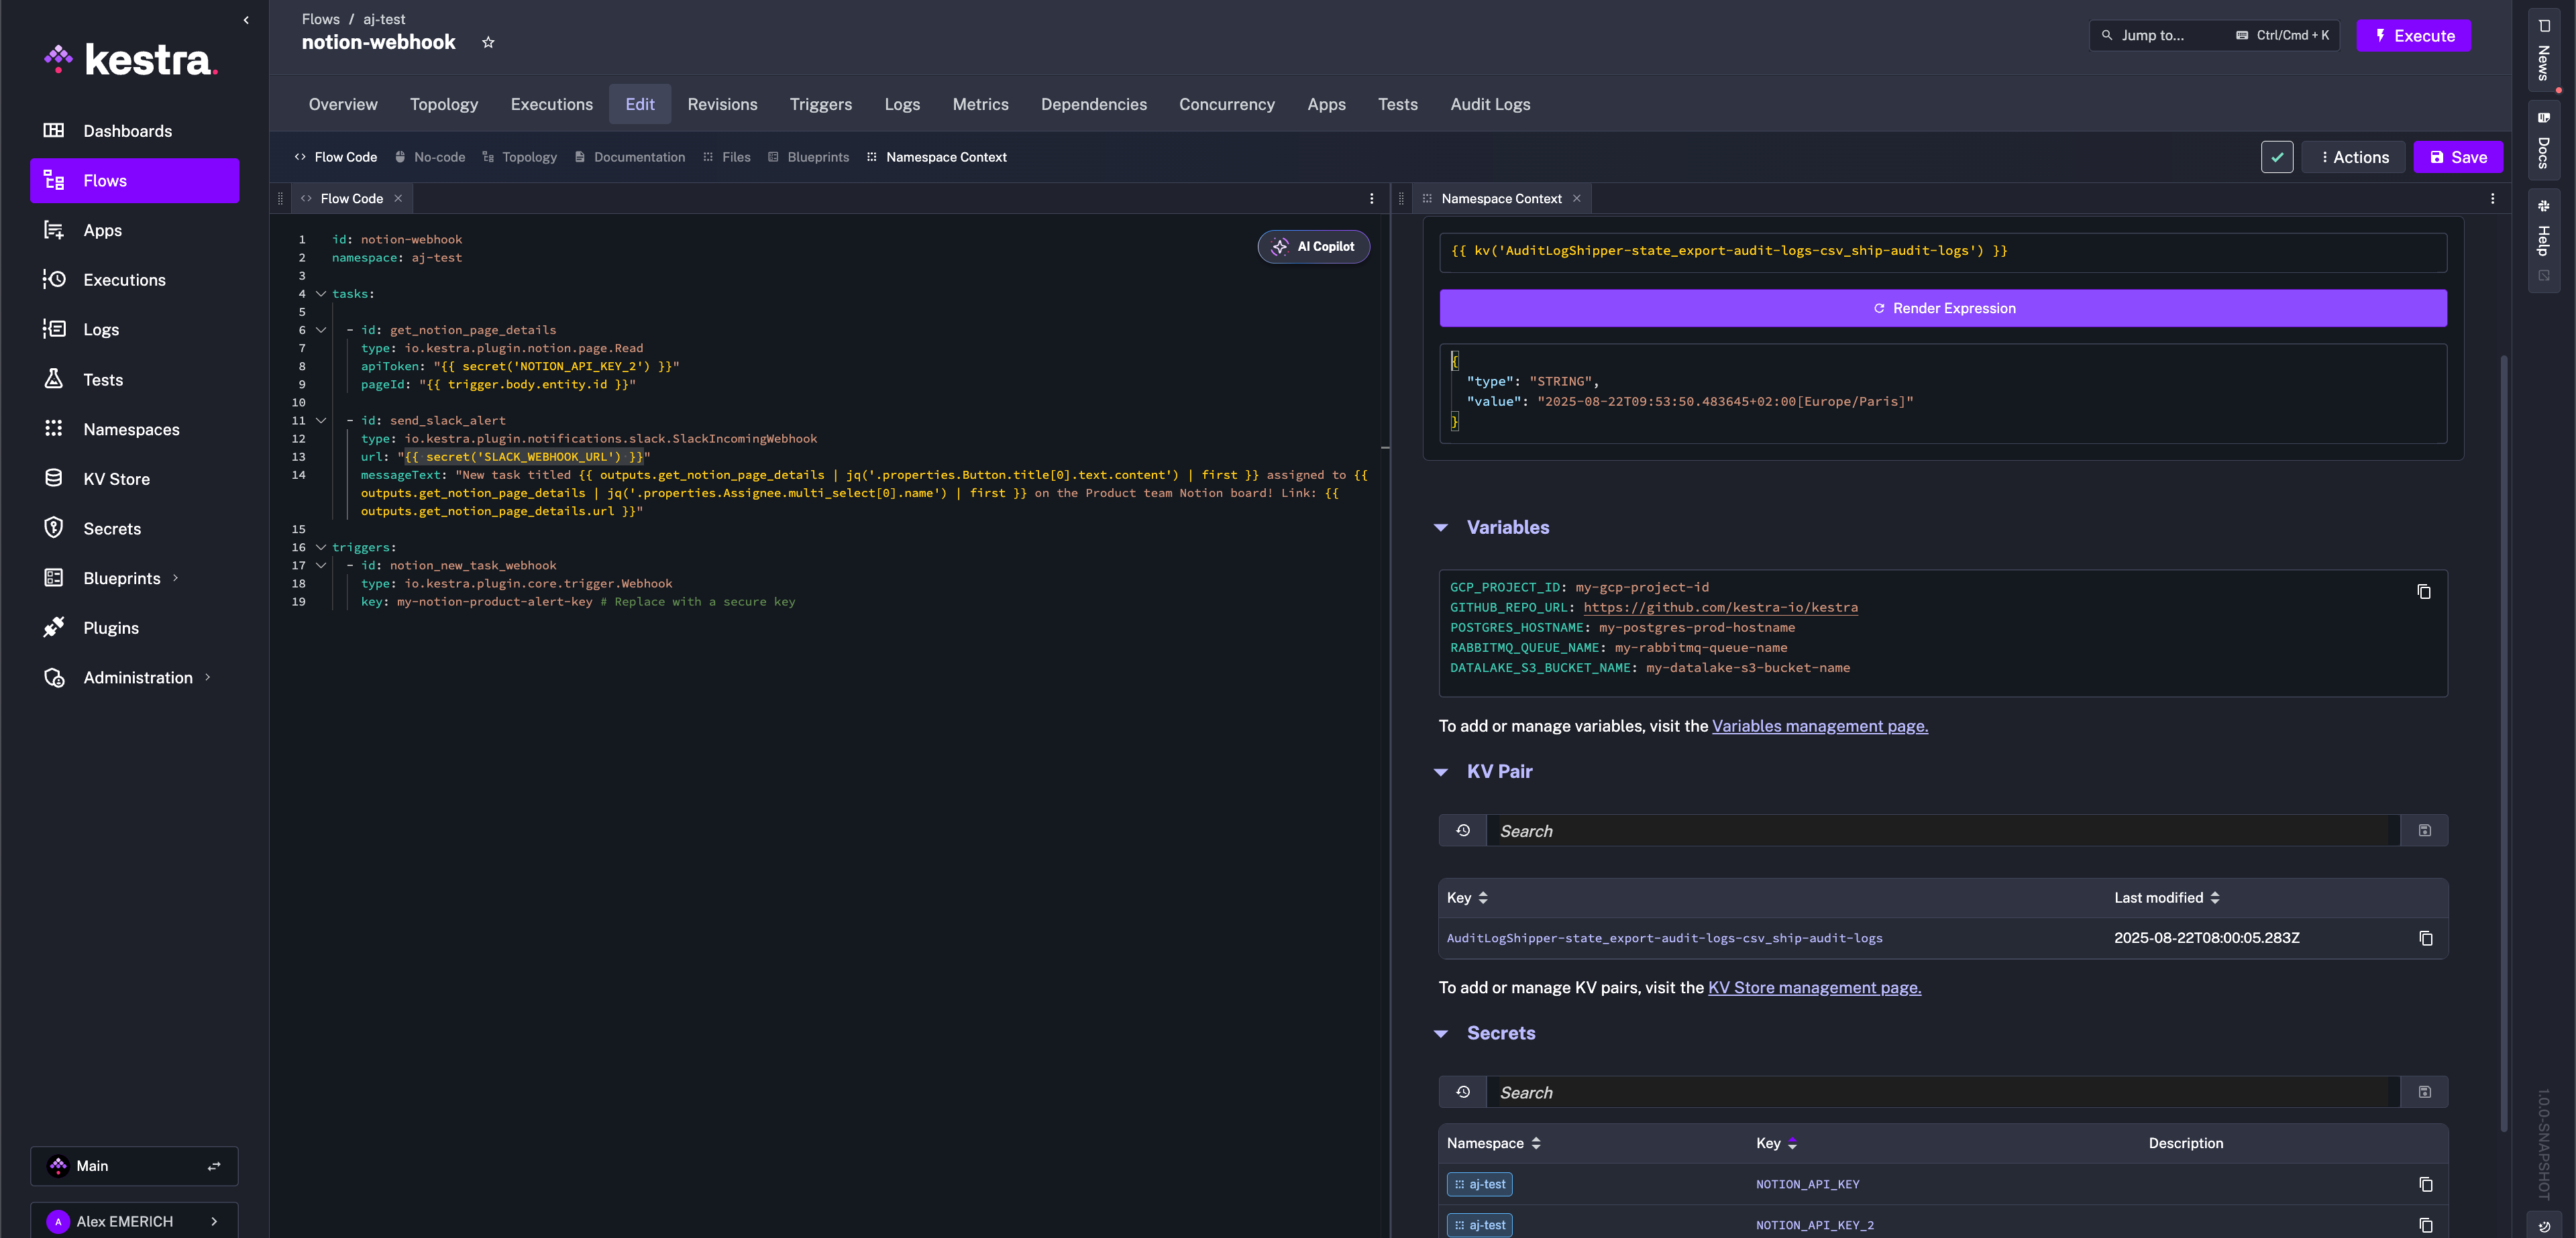 kestra.
Dashboards
Flows
Apps
Executions
Logs
Tests
Namespaces
KV Store
Secrets
Blueprints
Plugins
Administration
Main
A
Alex EMERICH
Flows / aj-test
notion-webhook
Jump to...
Ctrl/Cmd + K
Execute
Overview
Topology
Executions
Edit
Revisions
Triggers
Logs
Metrics
Dependencies
Concurrency
Apps
Tests
Audit Logs
Flow Code
No-code
Topology
Documentation
Files
Blueprints
Namespace Context
Actions
Save
Flow Code
AI Copilot
1 id: notion-webhook
2 namespace: aj-test
3
4 tasks:
5
6 - id: get_notion_page_details
7 type: io.kestra.plugin.notion.page.Read
8 apiToken: "{{ secret('NOTION_API_KEY_2') }}"
9 pageId: "{{ trigger.body.entity.id }}"
10
11 - id: send_slack_alert
12 type: io.kestra.plugin.notifications.slack.SlackIncomingWebhook
13 url: "{{ secret('SLACK_WEBHOOK_URL') }}"
14 messageText: "New task titled {{ outputs.get_notion_page_details | jq('.properties.Button.title[0].text.content') | first }} assigned to {{
outputs.get_notion_page_details | jq('.properties.Assignee.multi_select[0].name') | first }} on the Product team Notion board! Link: {{
outputs.get_notion_page_details.url }}"
15
16 triggers:
17 - id: notion_new_task_webhook
18 type: io.kestra.plugin.core.trigger.Webhook
19 key: my-notion-product-alert-key # Replace with a secure key
Namespace Context
{{ kv('AuditLogShipper-state_export-audit-logs-csv_ship-audit-logs') }}
Render Expression
{
"type": "STRING",
"value": "2025-08-22T09:53:50.483645+02:00[Europe/Paris]"
}
Variables
GCP_PROJECT_ID: my-gcp-project-id
GITHUB_REPO_URL: https://github.com/kestra-io/kestra
POSTGRES_HOSTNAME: my-postgres-prod-hostname
RABBITMQ_QUEUE_NAME: my-rabbitmq-queue-name
DATALAKE_S3_BUCKET_NAME: my-datalake-s3-bucket-name
To add or manage variables, visit the Variables management page.
KV Pair
Search
Key
Last modified
AuditLogShipper-state_export-audit-logs-csv_ship-audit-logs
2025-08-22T08:00:05.283Z
To add or manage KV pairs, visit the KV Store management page.
Secrets
Search
Namespace
Key
Description
aj-test
NOTION_API_KEY
aj-test
NOTION_API_KEY_2
News
Docs
Help
1.0.0-SNAPSHOT